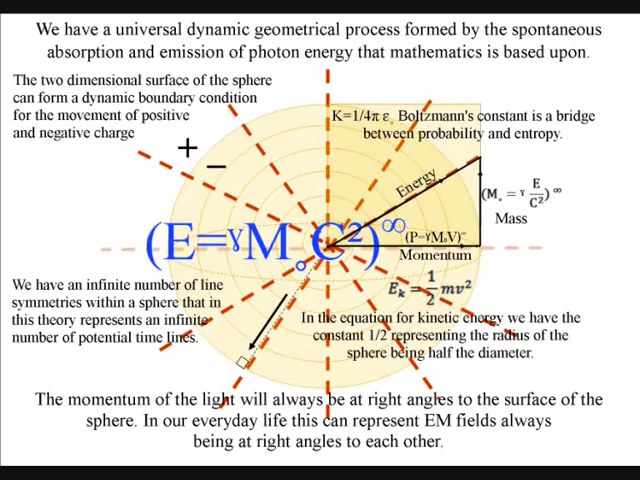 We have a universal dynamic geometrical process formed by the spontaneous
absorption and emission of photon energy that mathematics is based upon.
The two dimensional surface of the sphere
can form a dynamic boundary condition
for the movement of positive
and negative charge
+
−
K=1/4π ε˳ Boltzmann's constant is a bridge
between probability and entropy.
Energy
(M˳ = γ E/C²)∞
Mass
(E=γM˳C²)∞
(P=γM˳V)∞
Momentum
Eₖ = 1/2 mv²
We have an infinite number of line
symmetries within a sphere that in
this theory represents an infinite
number of potential time lines.
In the equation for kinetic energy we have the
constant 1/2 representing the radius of the
sphere being half the diameter.
The momentum of the light will always be at right angles to the surface of the
sphere. In our everyday life this can represent EM fields always
being at right angles to each other.